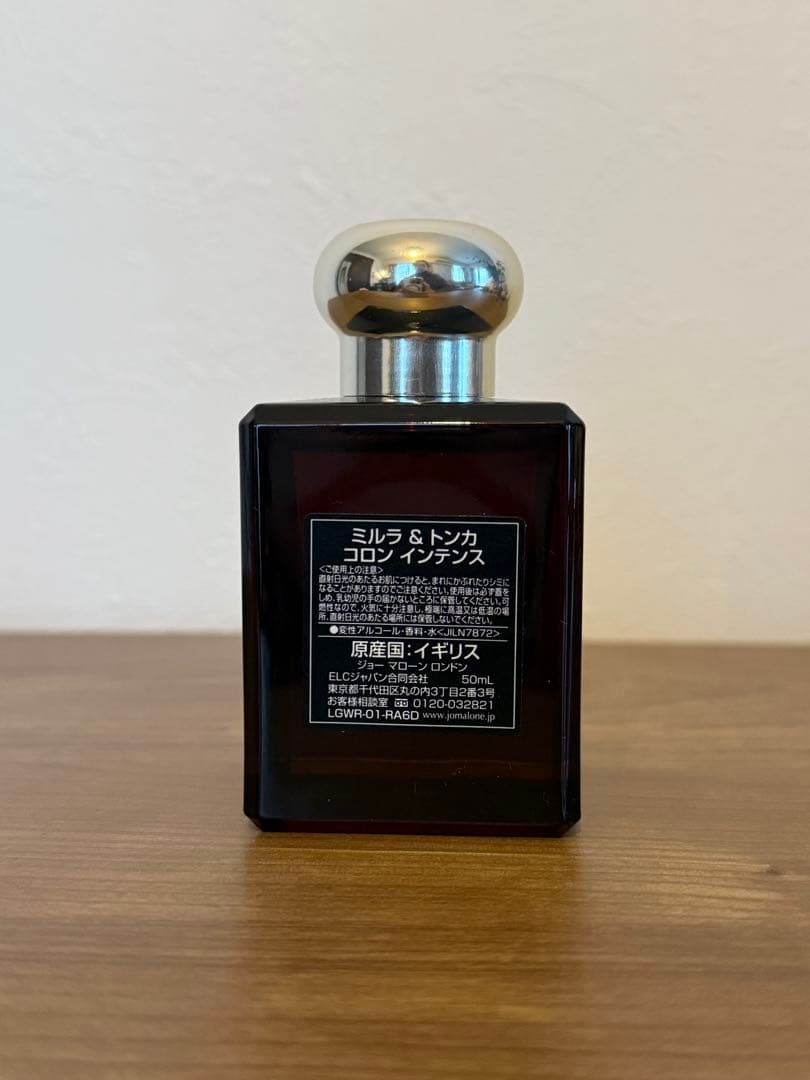 ミルラ & トンカ
コロン インテンス
<ご使用上の注意>
直射日光のあたるお肌につけると、まれにかぶれたりシミに
なることがありますのでご注意ください。使用後は必ず蓋を
しめ、乳幼児の手の届かないところに保管してください。可
燃性なので、火気に十分注意し、極端に高温又は低温の場
所、直射日光のあたる場所には保管しないでください。
●変性アルコール・香料・水<JILN7872>
原産国:イギリス
ジョー マローン ロンドン
ELCジャパン合同会社 50mL
東京都千代田区丸の内3丁目2番3号
お客様相談室 0120-032821
LGWR-01-RA6D www.jomalone.jp